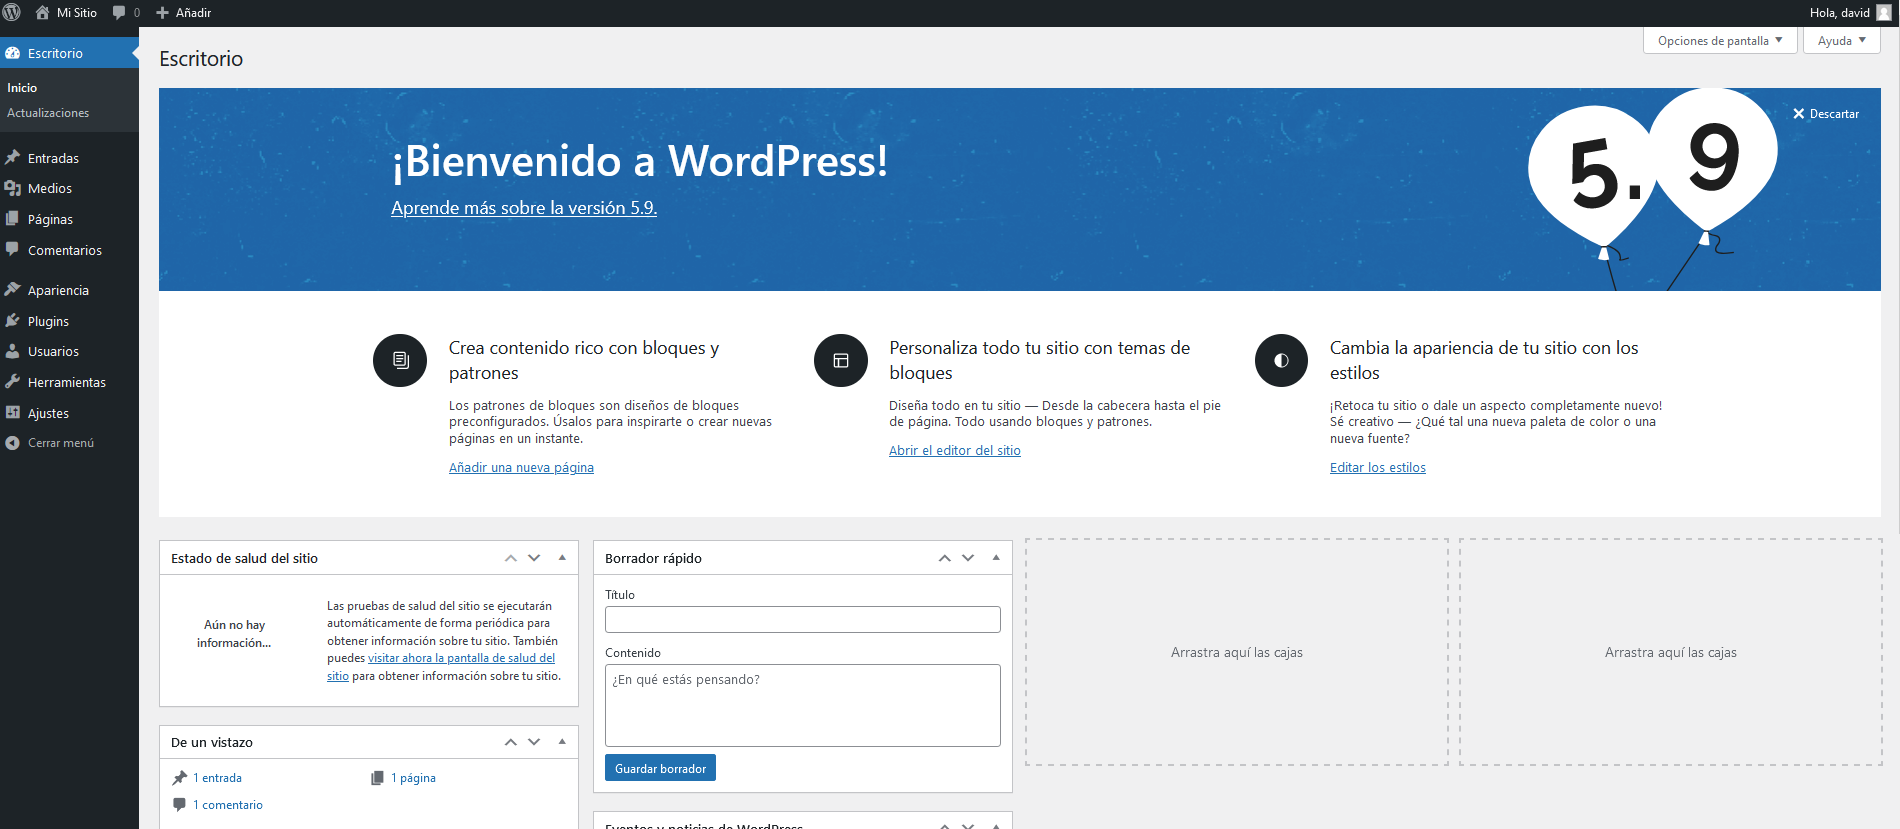 Mi Sitio
0
Añadir
Hola, david
Escritorio
Inicio
Actualizaciones
Entradas
Medios
Páginas
Comentarios
Apariencia
Plugins
Usuarios
Herramientas
Ajustes
Cerrar menú
Opciones de pantalla
Ayuda
Escritorio
¡Bienvenido a WordPress!
Aprende más sobre la versión 5.9.
5.9
Descartar
Crea contenido rico con bloques y
patrones
Los patrones de bloques son diseños de bloques
preconfigurados. Úsalos para inspirarte o crear nuevas
páginas en un instante.
Añadir una nueva página
Personaliza todo tu sitio con temas de
bloques
Diseña todo en tu sitio — Desde la cabecera hasta el pie
de página. Todo usando bloques y patrones.
Abrir el editor del sitio
Cambia la apariencia de tu sitio con los
estilos
¡Retoca tu sitio o dale un aspecto completamente nuevo!
Sé creativo — ¿Qué tal una nueva paleta de color o una
nueva fuente?
Editar los estilos
Estado de salud del sitio
Aún no hay
información...
Las pruebas de salud del sitio se ejecutarán
automáticamente de forma periódica para
obtener información sobre tu sitio. También
puedes visitar ahora la pantalla de salud del
sitio para obtener información sobre tu sitio.
De un vistazo
1 entrada
1 página
1 comentario
Borrador rápido
Título
Contenido
¿En qué estás pensando?
Guardar borrador
Eventos y noticias de WordPress
Arrastra aquí las cajas
Arrastra aquí las cajas